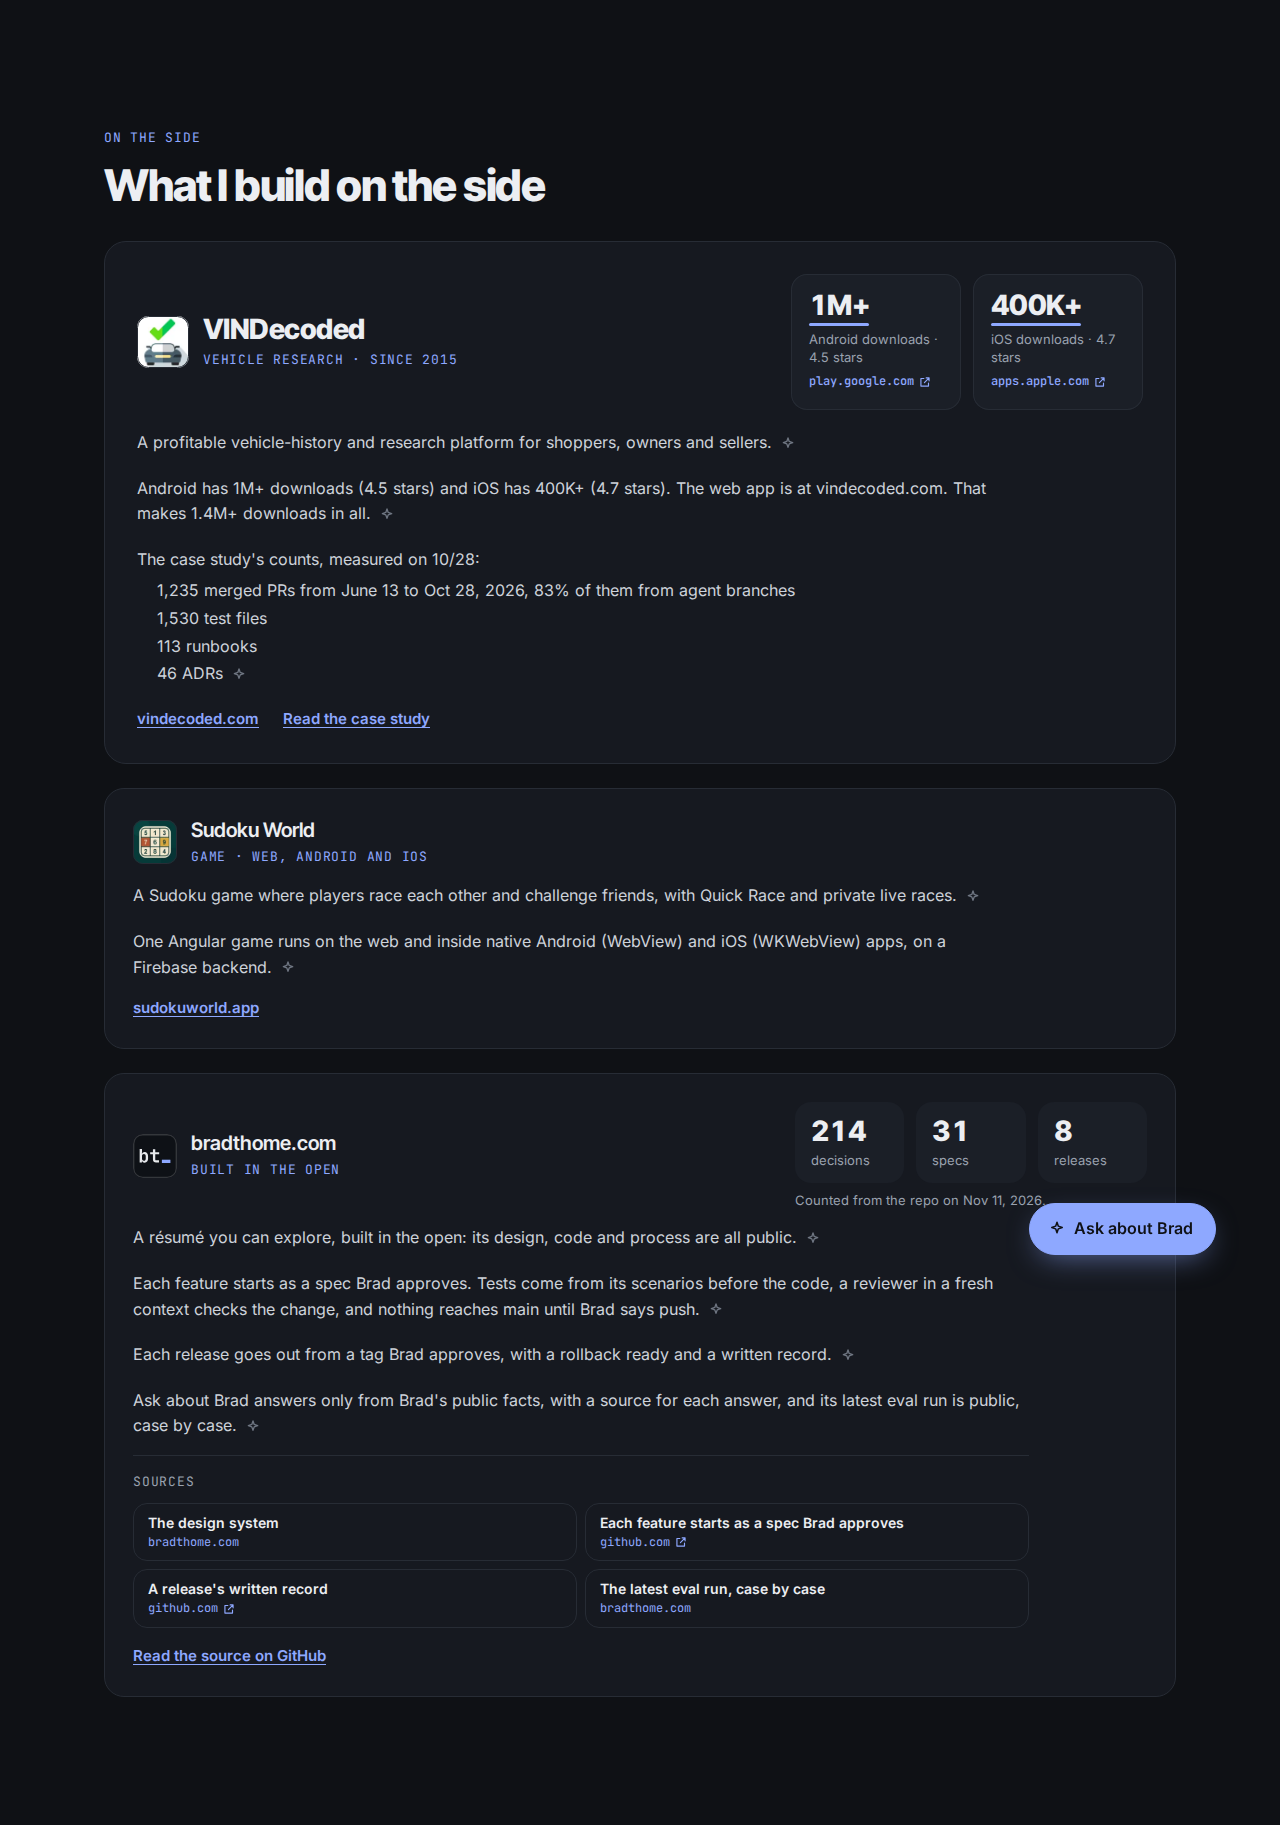 ON THE SIDE
What I build on the side
VINDecoded
VEHICLE RESEARCH · SINCE 2015
1M+
Android downloads ·
4.5 stars
play.google.com
400K+
iOS downloads · 4.7
stars
apps.apple.com
A profitable vehicle-history and research platform for shoppers, owners and sellers.
Android has 1M+ downloads (4.5 stars) and iOS has 400K+ (4.7 stars). The web app is at vindecoded.com. That
makes 1.4M+ downloads in all.
The case study's counts, measured on 10/28:
1,235 merged PRs from June 13 to Oct 28, 2026, 83% of them from agent branches
1,530 test files
113 runbooks
46 ADRs
vindecoded.com
Read the case study
Sudoku World
GAME · WEB, ANDROID AND IOS
A Sudoku game where players race each other and challenge friends, with Quick Race and private live races.
One Angular game runs on the web and inside native Android (WebView) and iOS (WKWebView) apps, on a
Firebase backend.
sudokuworld.app
bt_
bradthome.com
BUILT IN THE OPEN
214
decisions
31
specs
8
releases
Counted from the repo on Nov 11, 2026.
Ask about Brad
A résumé you can explore, built in the open: its design, code and process are all public.
Each feature starts as a spec Brad approves. Tests come from its scenarios before the code, a reviewer in a fresh
context checks the change, and nothing reaches main until Brad says push.
Each release goes out from a tag Brad approves, with a rollback ready and a written record.
Ask about Brad answers only from Brad's public facts, with a source for each answer, and its latest eval run is public,
case by case.
SOURCES
The design system
bradthome.com
Each feature starts as a spec Brad approves
github.com
A release's written record
github.com
The latest eval run, case by case
bradthome.com
Read the source on GitHub